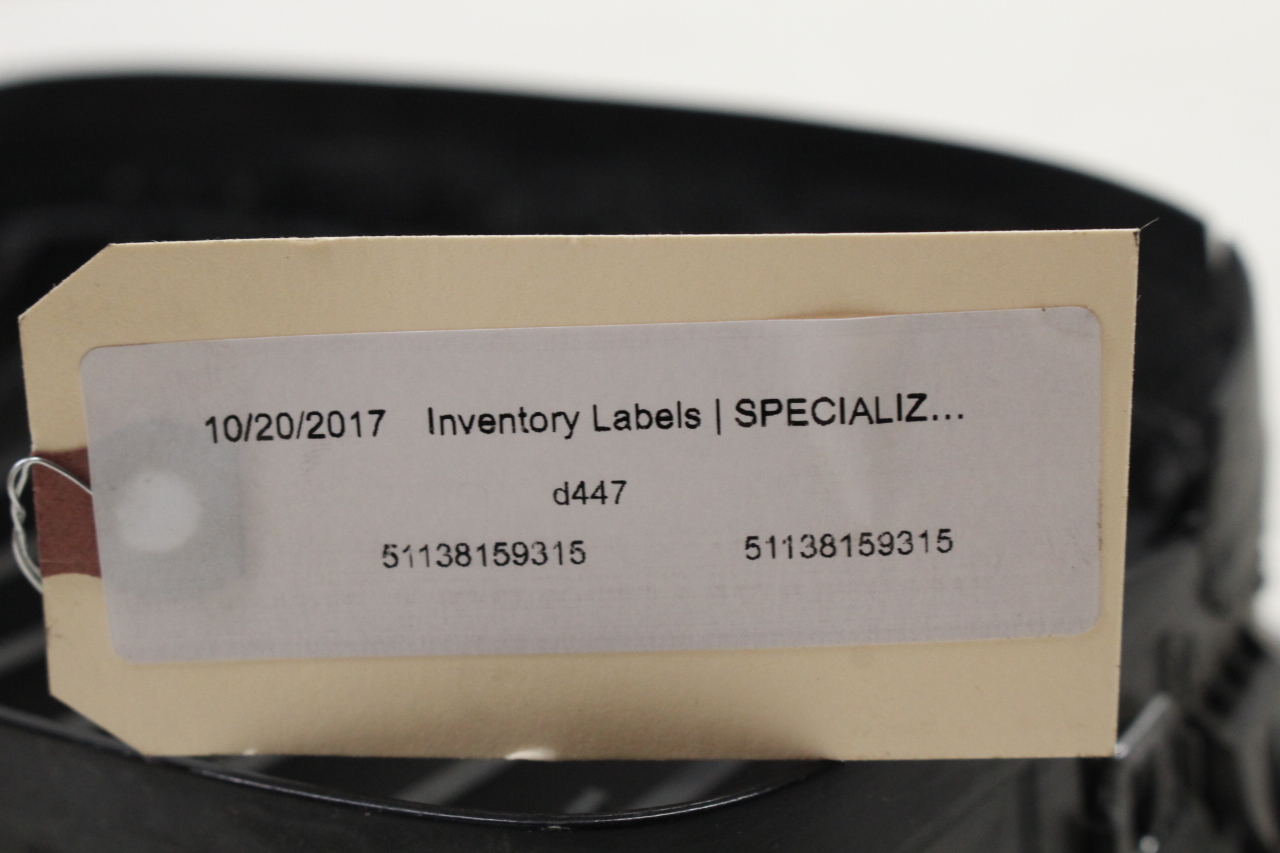 10/20/2017 Inventory Labels | SPECIALIZ...
d447
51138159315 51138159315